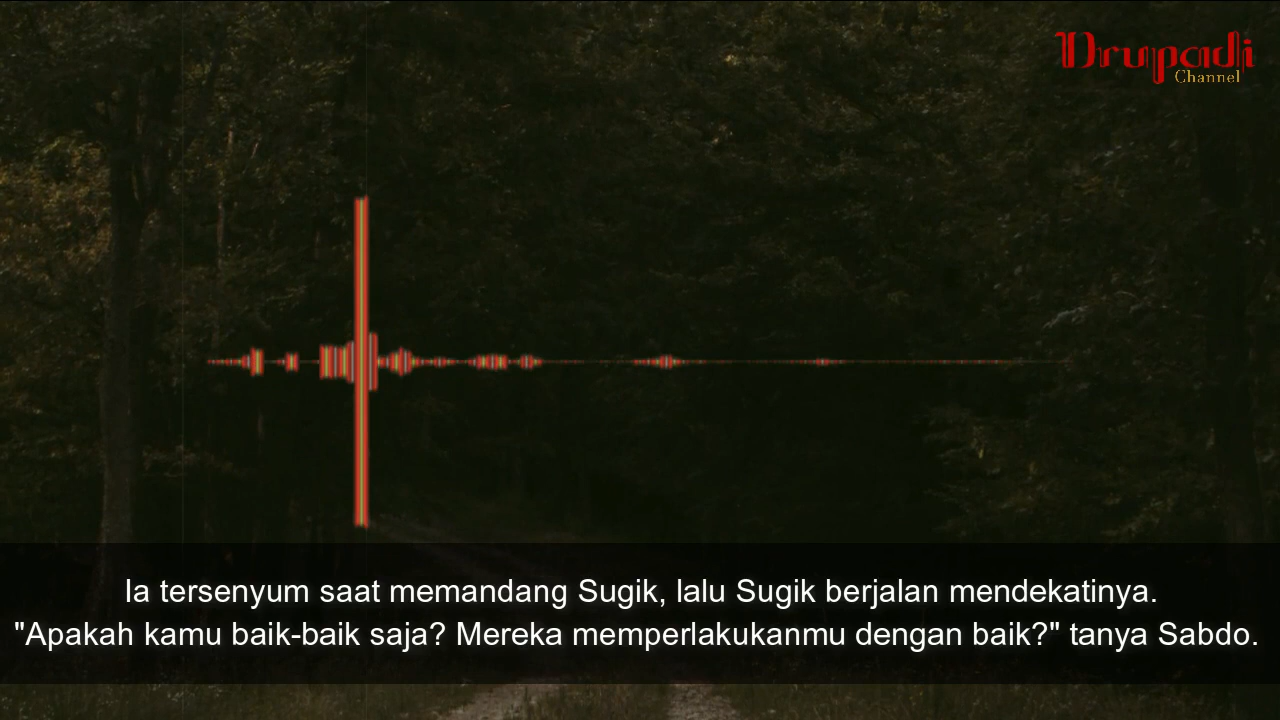 Drupadi
Channel
Ia tersenyum saat memandang Sugik, lalu Sugik berjalan mendekatinya.
"Apakah kamu baik-baik saja? Mereka memperlakukanmu dengan baik?" tanya Sabdo.